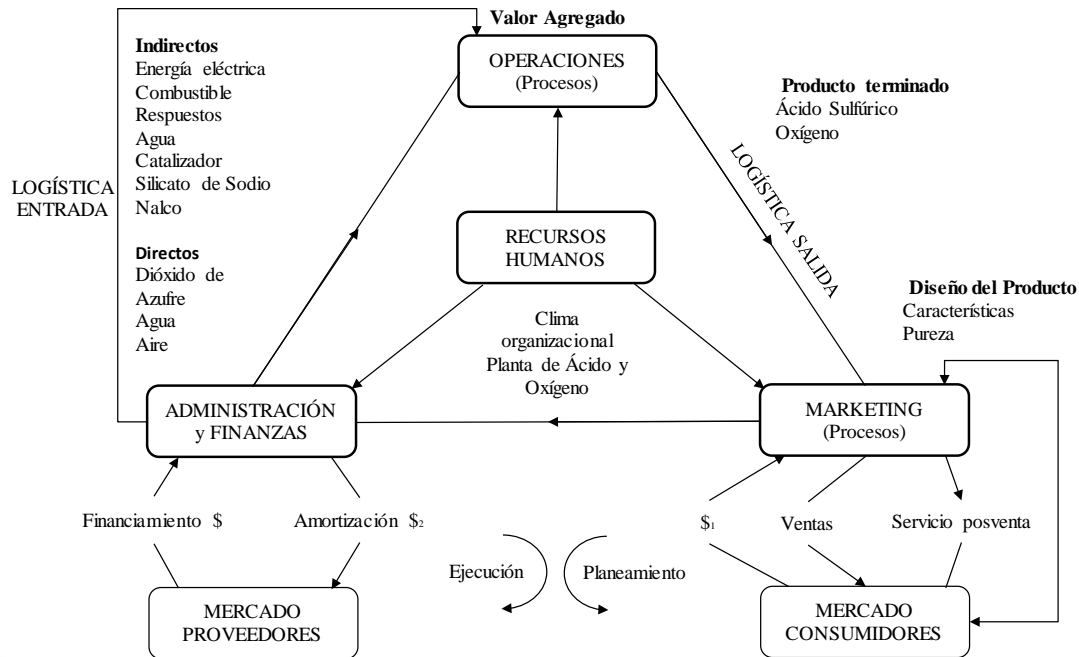 Valor Agregado
OPERACIONES
(Procesos)
Indirectos
Energía eléctrica
Combustible
Respuestos
Agua
Catalizador
Silicato de Sodio
Nalco
LOGÍSTICA
ENTRADA
Directos
Dióxido de
Azufre
Agua
Aire
Producto terminado
Ácido Sulfúrico
Oxígeno
LOGÍSTICA SALIDA
RECURSOS
HUMANOS
Clima
organizacional
Planta de Ácido y
Oxígeno
Diseño del Producto
Características
Pureza
ADMINISTRACIÓN
y FINANZAS
MARKETING
(Procesos)
Financiamiento $
Amortización $2
$1
Ventas
Servicio posventa
Ejecución
Planeamiento
MERCADO
PROVEEDORES
MERCADO
CONSUMIDORES